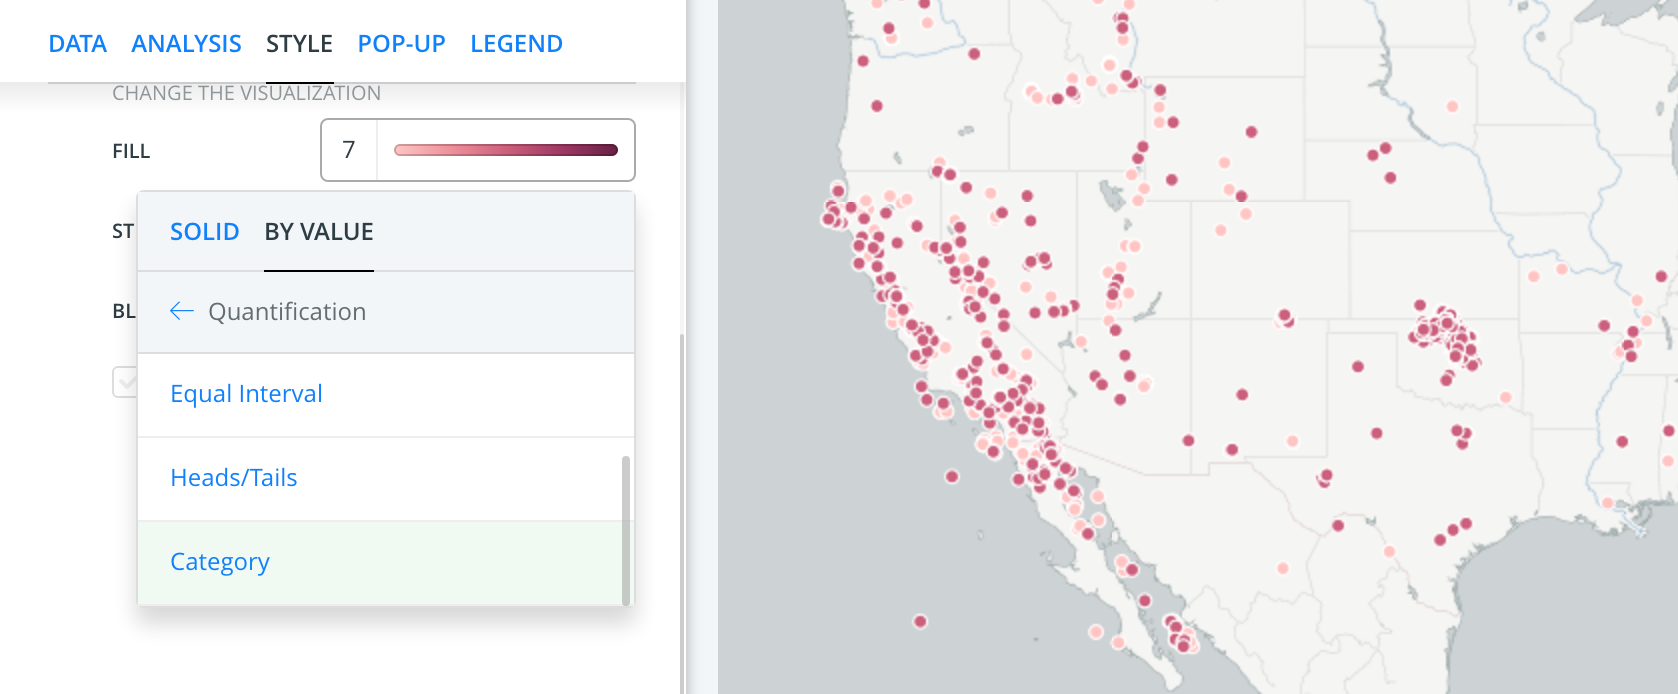 DATA ANALYSIS STYLE POP-UP LEGEND
CHANGE THE VISUALIZATION
FILL 7
ST
SOLID BY VALUE
BL
Quantification
Equal Interval
Heads/Tails
Category